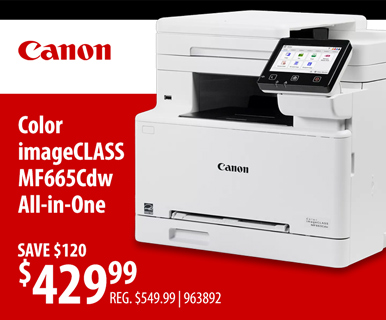 Canon
Color
imageCLASS
MF665Cdw
All-in-One
Canon
SAVE $120
$429.99
REG. $549.99 | 963892